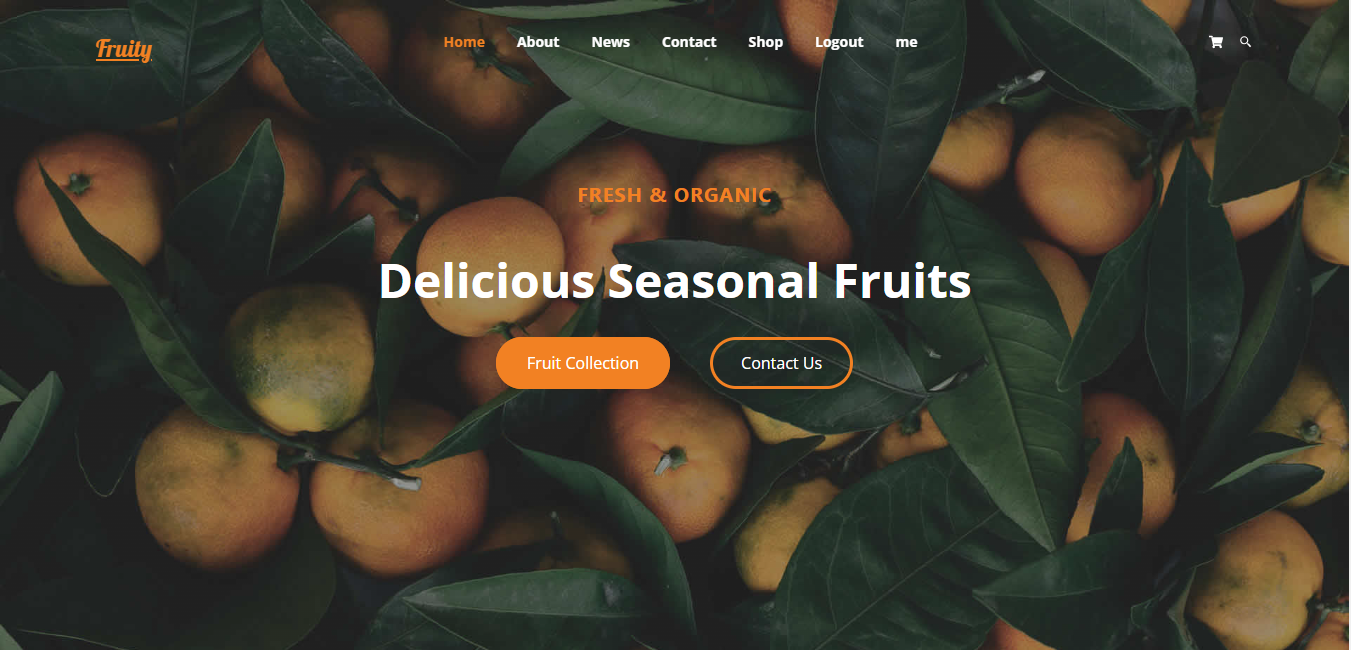 Fruity
Home About News Contact Shop Logout me
FRESH & ORGANIC
Delicious Seasonal Fruits
Fruit Collection Contact Us